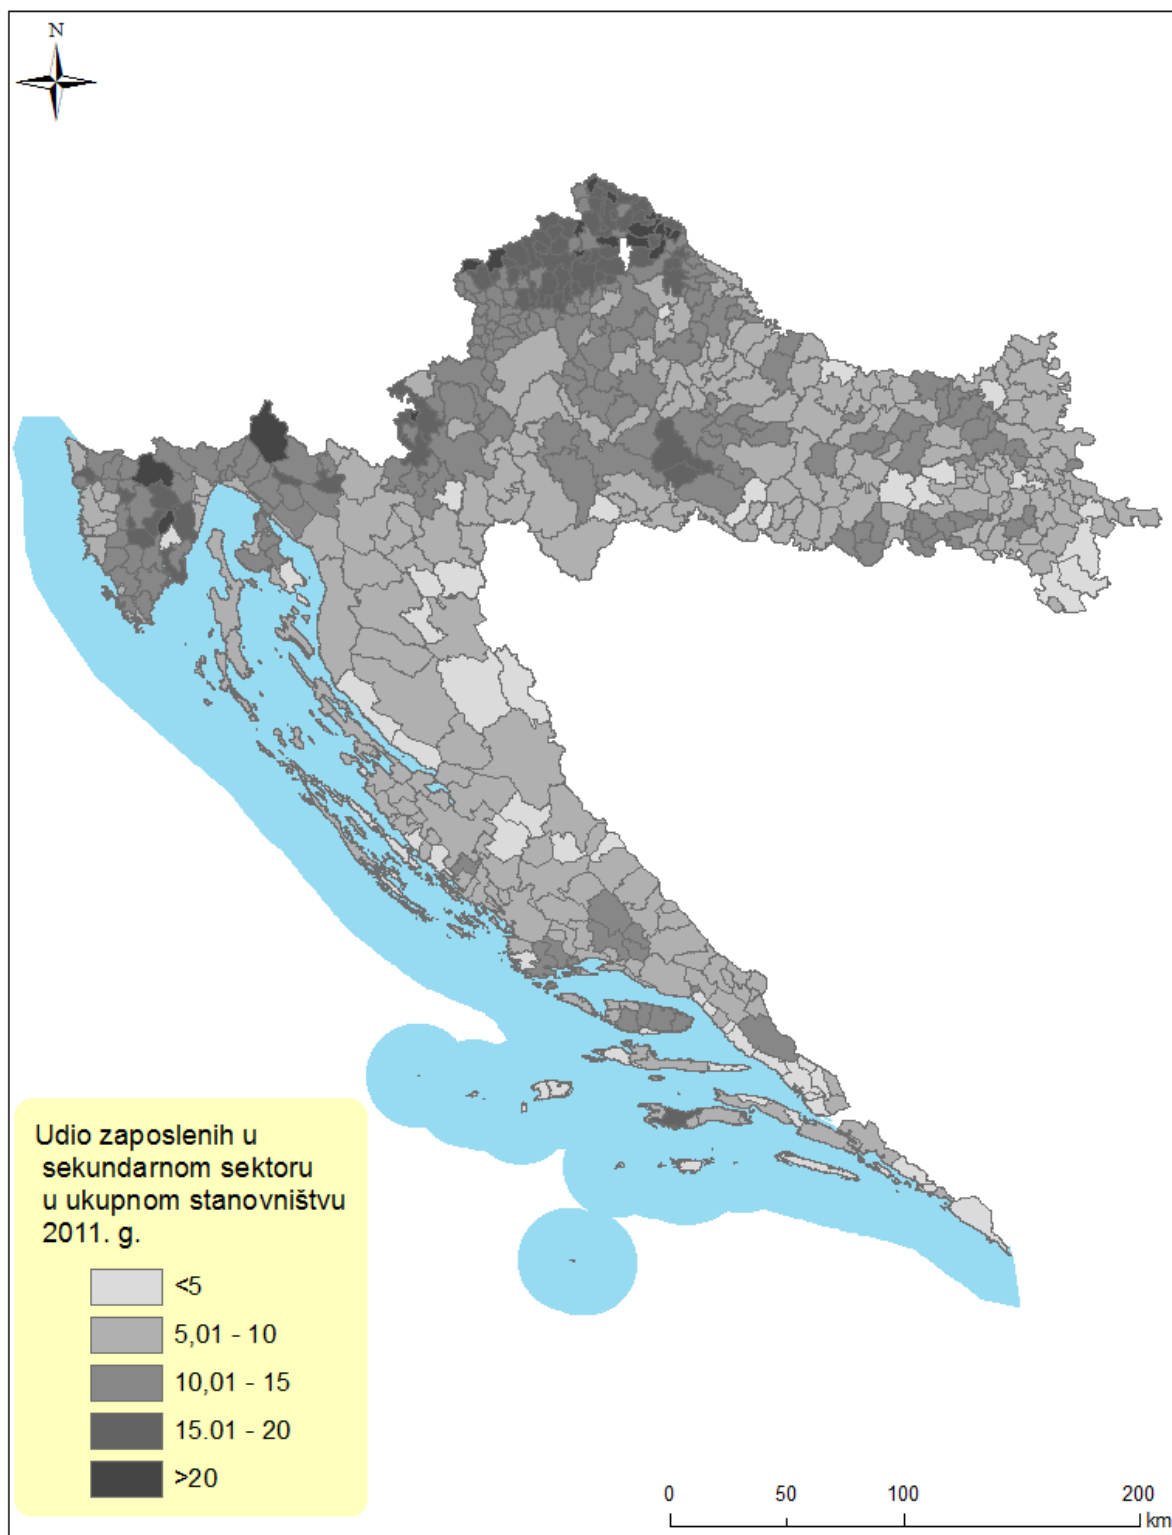 N
Udio zaposlenih u
sekundarnom sektoru
u ukupnom stanovništvu
2011. g.
<5
5,01 - 10
10,01 - 15
15.01 - 20
>20
0 50 100 200
km